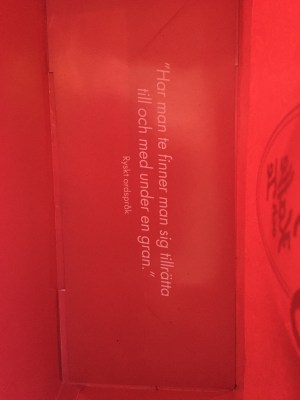 "Har man te finner man sig tillrätta
till och med under en gran."
Ryskt ordspråk